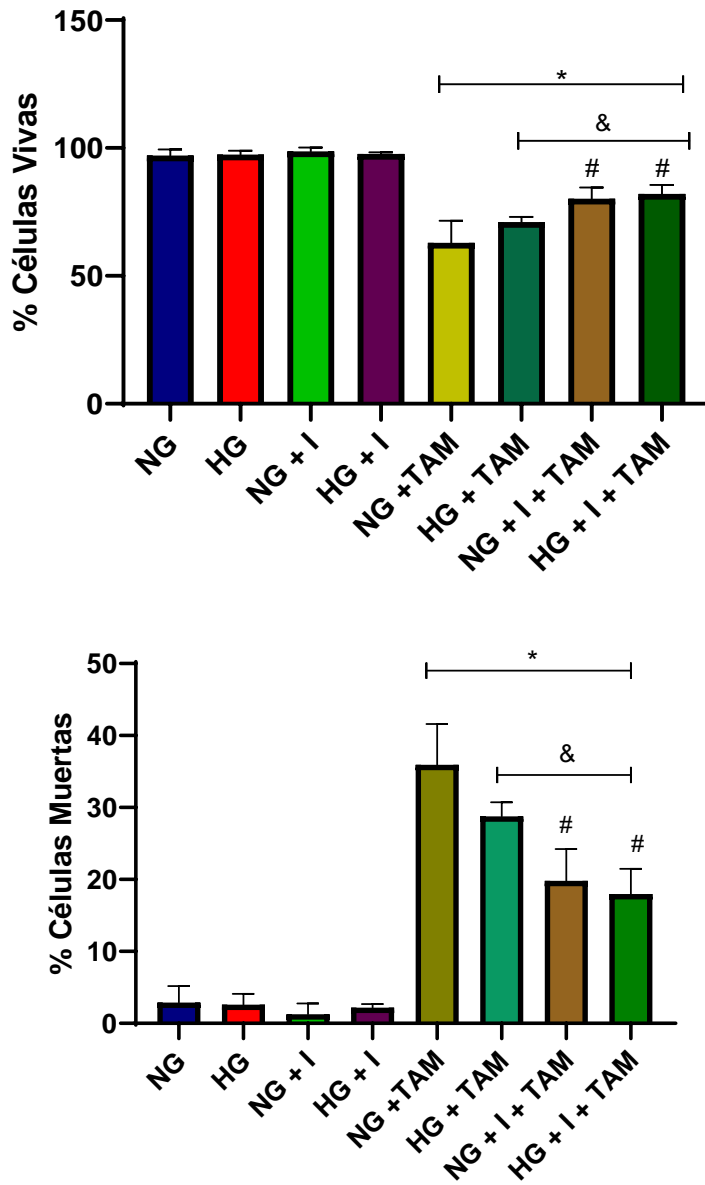 150
100
50
0
% Células Vivas
*
&
# #
NG
HG
NG + I
HG + I
NG +TAM
HG + TAM
NG + I + TAM
HG + I + TAM
50
40
30
20
10
0
% Células Muertas
*
&
#
#
NG
HG
NG + I
HG + I
NG +TAM
HG + TAM
NG + I + TAM
HG + I + TAM